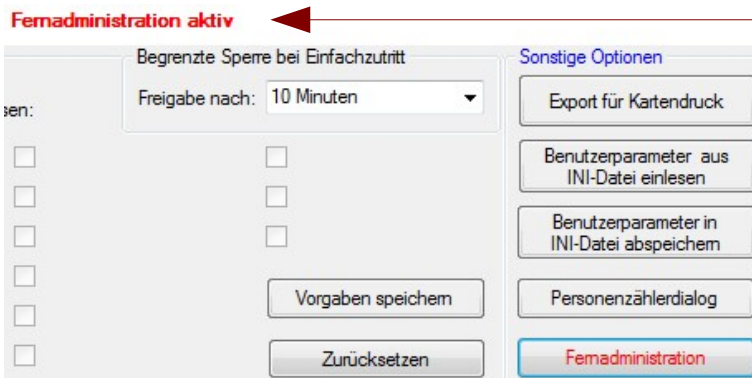 Fernadministration aktiv
Begrenzte Sperre bei Einfachzutritt
Sonstige Optionen
sen:
Freigabe nach:
10 Minuten
Export für Kartendruck
Benutzerparameter aus
INI-Datei einlesen
Benutzerparameter in
INI-Datei abspeichern
Vorgaben speichern
Personenzählerdialog
Zurücksetzen
Fernadministration